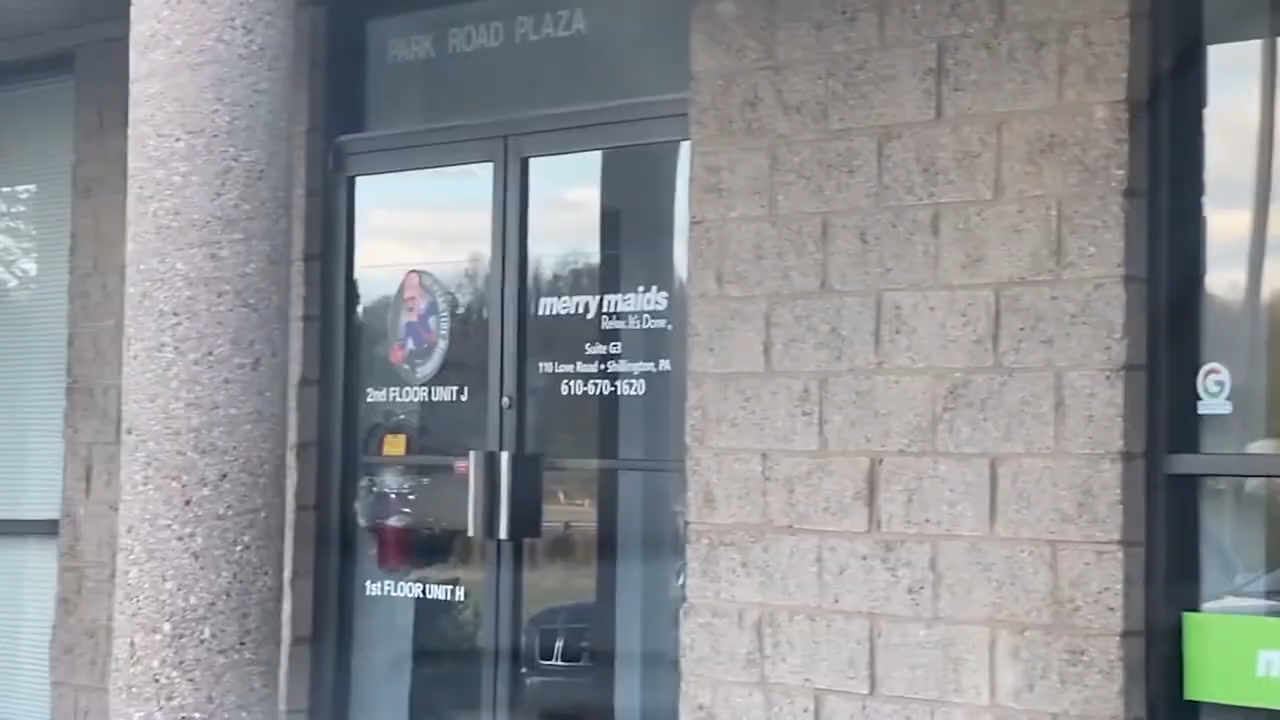 PARK ROAD PLAZA
2nd FLOOR UNIT J
1st FLOOR UNIT H
merry maids
Relax. It's Done.
Suite G3
110 Love Road • Shillington, PA
610-670-1620
G